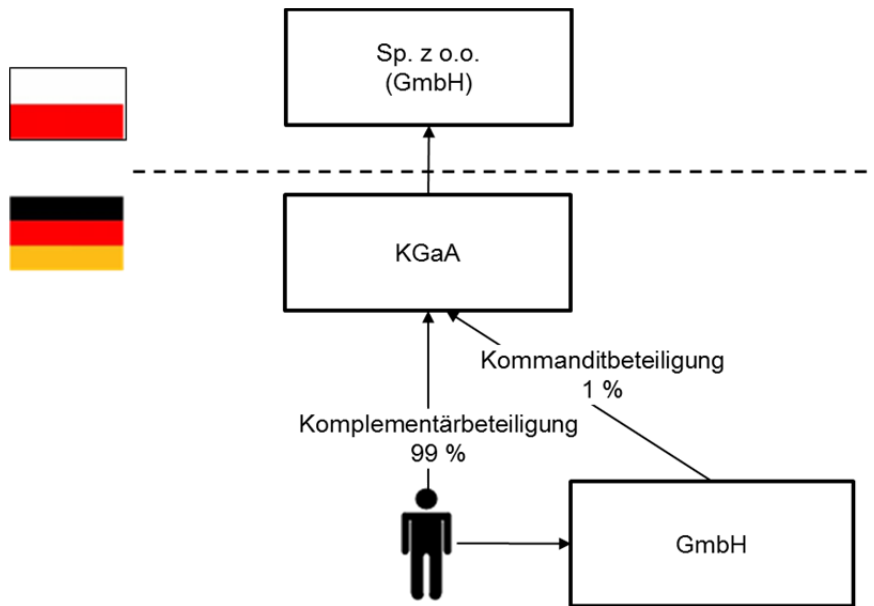 Sp. z o.o.
(GmbH)
KGaA
Kommanditbeteiligung
1 %
Komplementärbeteiligung
99 %
GmbH